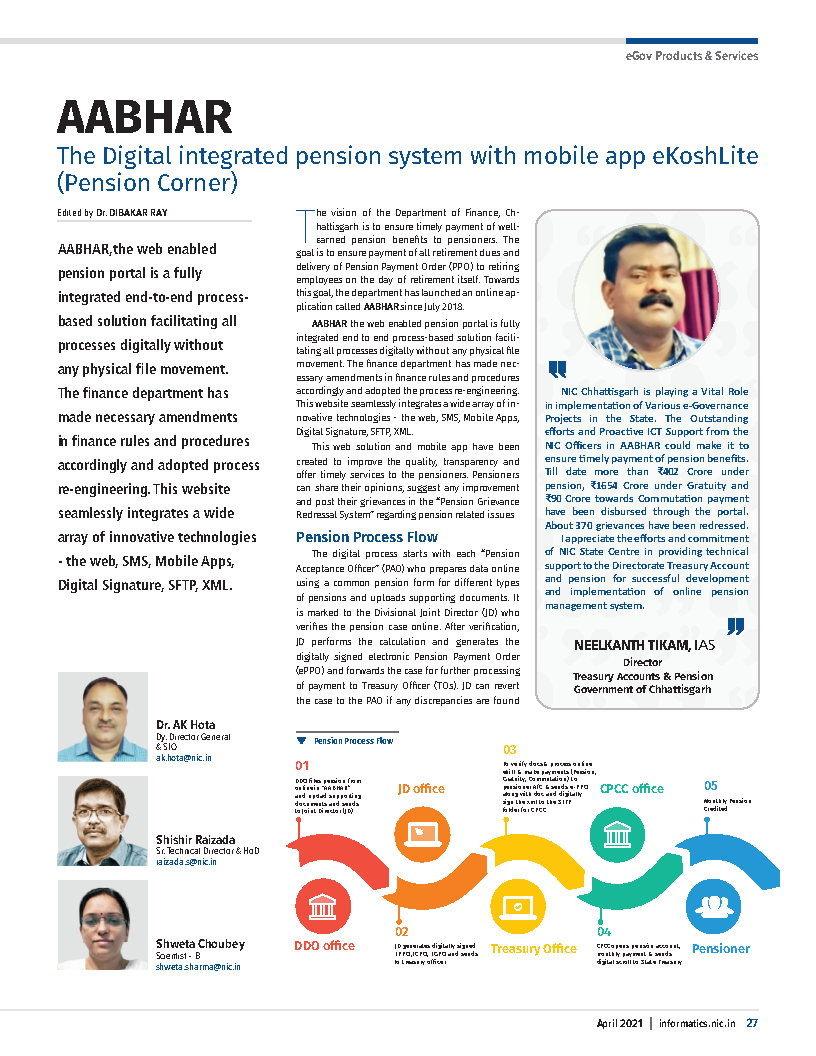 eGov Products & Services
AABHAR
The Digital integrated pension system with mobile app eKoshLite
(Pension Corner)
Edited by Dr. DIBAKAR RAY
AABHAR,the web enabled
pension portal is a fully
integrated end-to-end process-
based solution facilitating all
processes digitally without
any physical file movement.
The finance department has
made necessary amendments
in finance rules and procedures
accordingly and adopted process
re-engineering. This website
seamlessly integrates a wide
array of innovative technologies
- the web, SMS, Mobile Apps,
Digital Signature, SFTP, XML.
Dr. AK Hota
Dy. Director General
& SIO
ak.hota@nic.in
Shishir Raizada
Sr. Technical Director & HoD
raizada.s@nic.in
Shweta Choubey
Scientist - B
shweta.sharma@nic.in
The vision of the Department of Finance, Ch-
hattisgarh is to ensure timely payment of well-
earned pension benefits to pensioners. The
goal is to ensure payment of all retirement dues and
delivery of Pension Payment Order (PPO) to retiring
employees on the day of retirement itself. Towards
this goal, the department has launched an online ap-
plication called AABHAR since July 2018.
AABHAR the web enabled pension portal is fully
integrated end to end process-based solution facili-
tating all processes digitally without any physical file
movement. The finance department has made nec-
essary amendments in finance rules and procedures
accordingly and adopted the process re-engineering.
This website seamlessly integrates a wide array of in-
novative technologies - the web, SMS, Mobile Apps,
Digital Signature, SFTP, XML.
This web solution and mobile app have been
created to improve the quality, transparency and
offer timely services to the pensioners. Pensioners
can share their opinions, suggest any improvement
and post their grievances in the “Pension Grievance
Redressal System” regarding pension related issues
Pension Process Flow
The digital process starts with each “Pension
Acceptance Officer” (PAO) who prepares data online
using a common pension form for different types
of pensions and uploads supporting documents. It
is marked to the Divisional Joint Director (JD) who
verifies the pension case online. After verification,
JD performs the calculation and generates the
digitally signed electronic Pension Payment Order
(ePPO) and forwards the case for further processing
of payment to Treasury Officer (TOs). JD can revert
the case to the PAO if any discrepancies are found
NIC Chhattisgarh is playing a Vital Role
in implementation of Various e-Governance
Projects in the State. The Outstanding
efforts and Proactive ICT Support from the
NIC Officers in AABHAR could make it to
ensure timely payment of pension benefits.
Till date more than ₹402 Crore under
pension, ₹1654 Crore under Gratuity and
₹90 Crore towards Commutation payment
have been disbursed through the portal.
About 370 grievances have been redressed.
I appreciate the efforts and commitment
of NIC State Centre in providing technical
support to the Directorate Treasury Account
and pension for successful development
and implementation of online pension
management system.
NEELKANTH TIKAM, IAS
Director
Treasury Accounts & Pension
Government of Chhattisgarh
Pension Process Flow
01
DDO files pension from
online in "AABHAR"
and upload supporting
documents and sends
to Joint Director (JD)
DDO office
JD office
02
JD generates digitally signed
and sends
to treasury officer
03
To verify docs & process online
eBill & make payments (Pension,
Gratuity, Commutation) to
pensioner A/C & sends e-PPO
along with doc and digitally
sign the xml to the SFTP
folder for CPCC
Treasury Office
CPCC office
04
CPCC opens pension account,
monthly payment & sends
digital scroll to State Treasury
05
Monthly Pension
Credited
Pensioner
April 2021 | informatics.nic.in 27